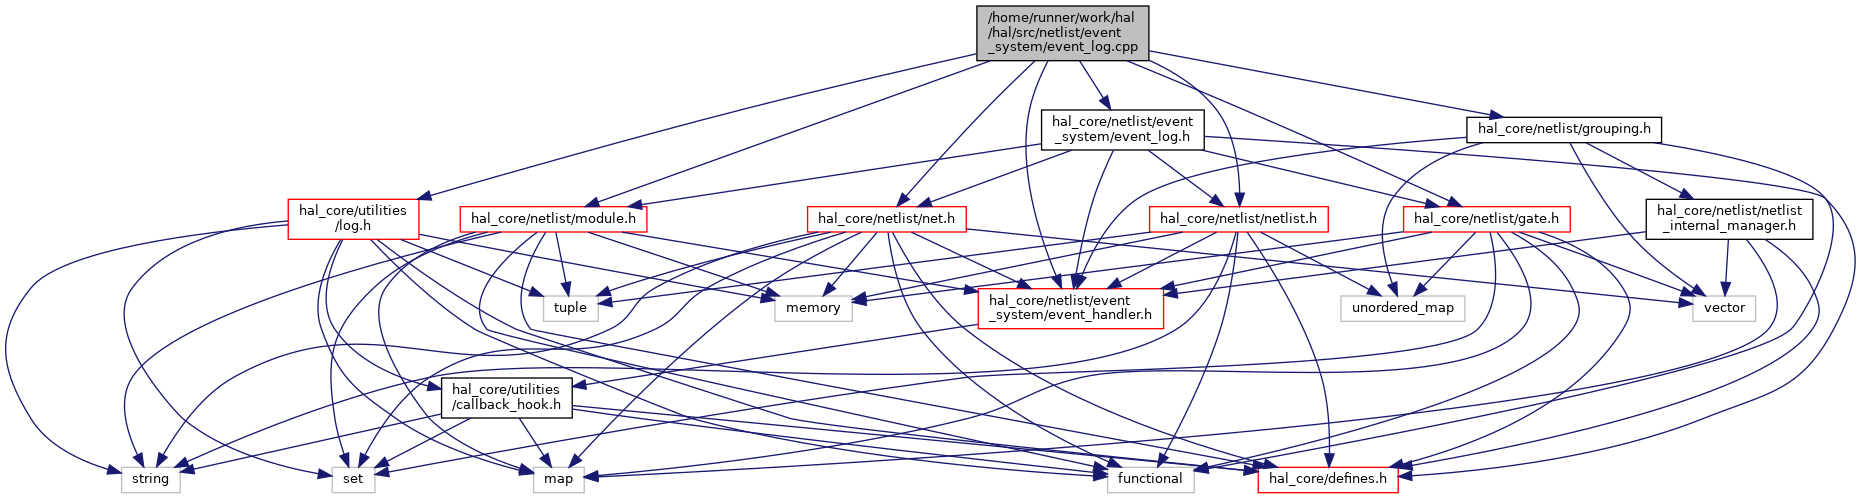 /home/runner/work/hal
/hal/src/netlist/event
_system/event_log.cpp
hal_core/netlist/event
_system/event_log.h
hal_core/netlist/grouping.h
hal_core/utilities
/log.h
hal_core/netlist/module.h
hal_core/netlist/net.h
hal_core/netlist/netlist.h
hal_core/netlist/gate.h
hal_core/netlist/netlist
_internal_manager.h
tuple
memory
hal_core/netlist/event
_system/event_handler.h
unordered_map
vector
hal_core/utilities
/callback_hook.h
string
set
map
functional
hal_core/defines.h